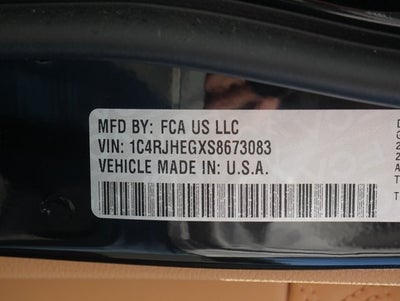 MFD BY: FCA US LLC
VIN: 1C4RJHEGXS8673083
VEHICLE MADE IN: U.S.A.